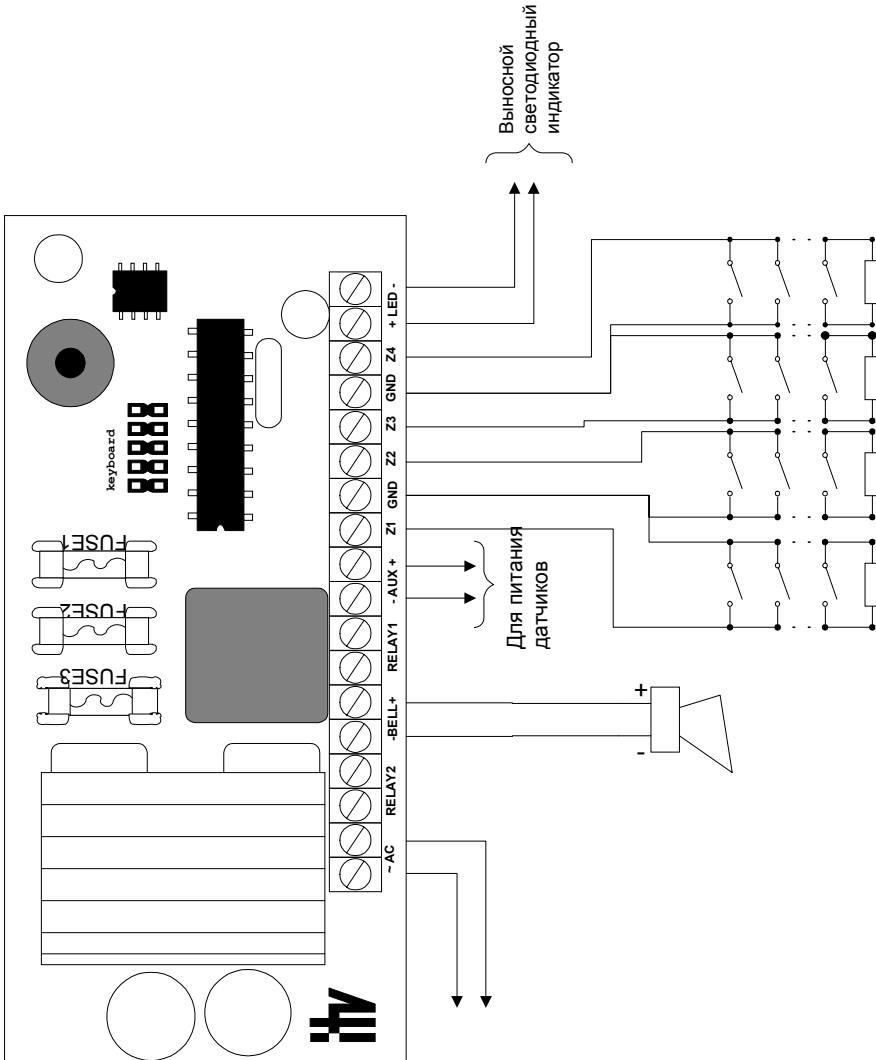 Выносной
светодиодный
индикатор
keyboard
FUSE1
FUSE2
FUSE3
+ LED -
Z4
GND
Z3
Z2
GND
Z1
- AUX +
RELAY1
-BELL+
RELAY2
~ AC
Для питания
датчиков
+
-
itv